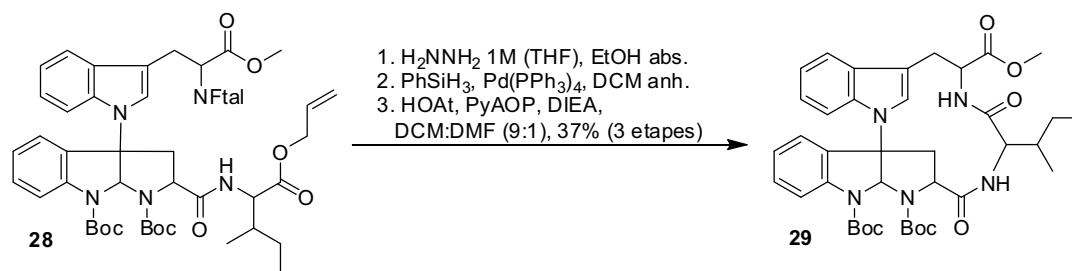 O
O
NFtal
N
O
O
H
N
N
N
O
Boc
Boc
28
1. H₂NNH₂ 1M (THF), EtOH abs.
2. PhSiH₃, Pd(PPh₃)₄, DCM anh.
3. HOAt, PyAOP, DIEA,
DCM:DMF (9:1), 37% (3 etapes)
O
O
HN
O
N
N
N
N
H
O
Boc
Boc
29